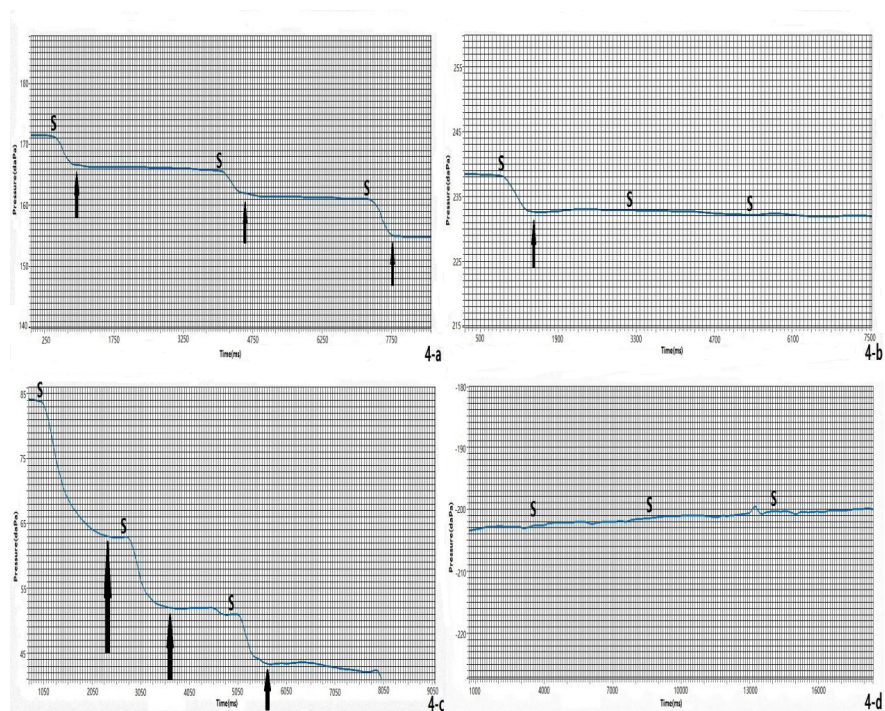 Pressure(daPa)
180
170
160
150
140
S
S
S
250
1750
3250
4750
6250
7750
Time(ms)
4-a
Pressure(daPa)
255
245
235
225
215
S
S
S
500
1900
3300
4700
6100
7500
Time(ms)
4-b
Pressure(daPa)
85
75
65
55
45
S
S
S
1050
2050
3050
4050
5050
6050
7050
8050
9050
Time(ms)
4-c
Pressure(daPa)
-180
-190
-200
-210
-220
S
S
S
1000
4000
7000
10000
13000
16000
Time(ms)
4-d